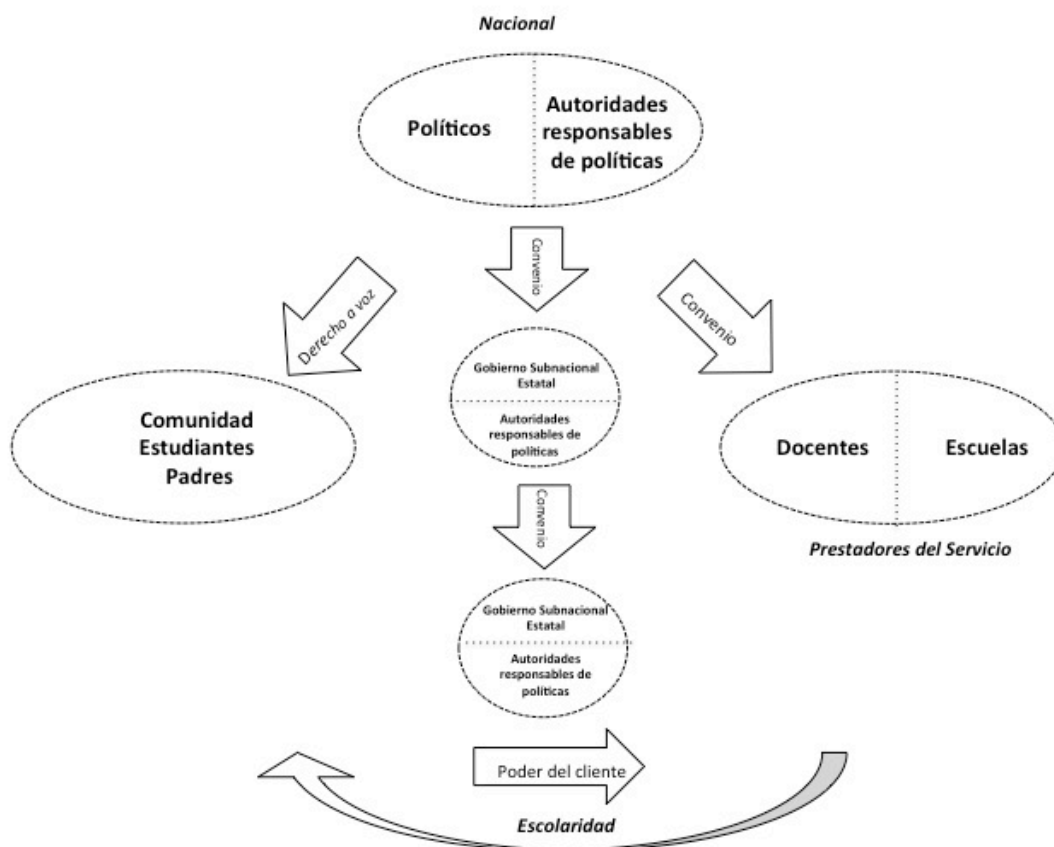 Nacional
Políticos
Autoridades
responsables
de políticas
Convenio
Derecho a voz
Convenio
Gobierno Subnacional
Estatal
Autoridades
responsables de
políticas
Comunidad
Estudiantes
Padres
Docentes
Escuelas
Prestadores del Servicio
Convenio
Gobierno Subnacional
Estatal
Autoridades
responsables de
políticas
Poder del cliente
Escolaridad